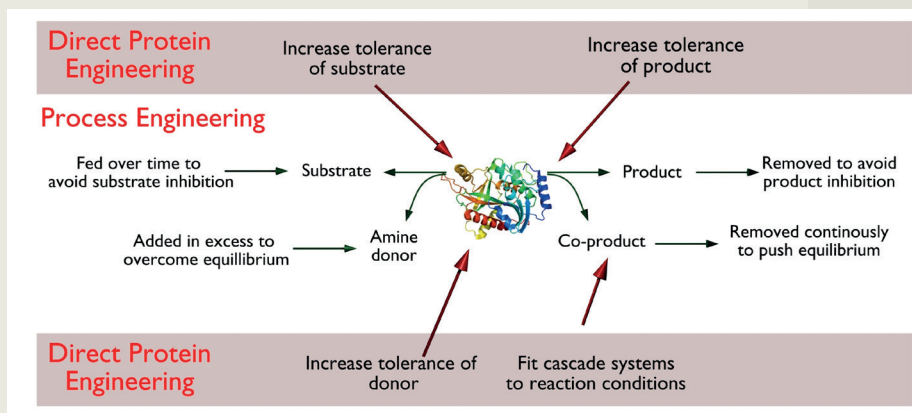 Direct Protein
Engineering
Increase tolerance
of substrate
Increase tolerance
of product
Process Engineering
Fed over time to
avoid substrate inhibition
Substrate
Product
Removed to avoid
product inhibition
Added in excess to
overcome equillibrium
Amine
donor
Co-product
Removed continously
to push equilibrium
Direct Protein
Engineering
Increase tolerance of
donor
Fit cascade systems
to reaction conditions